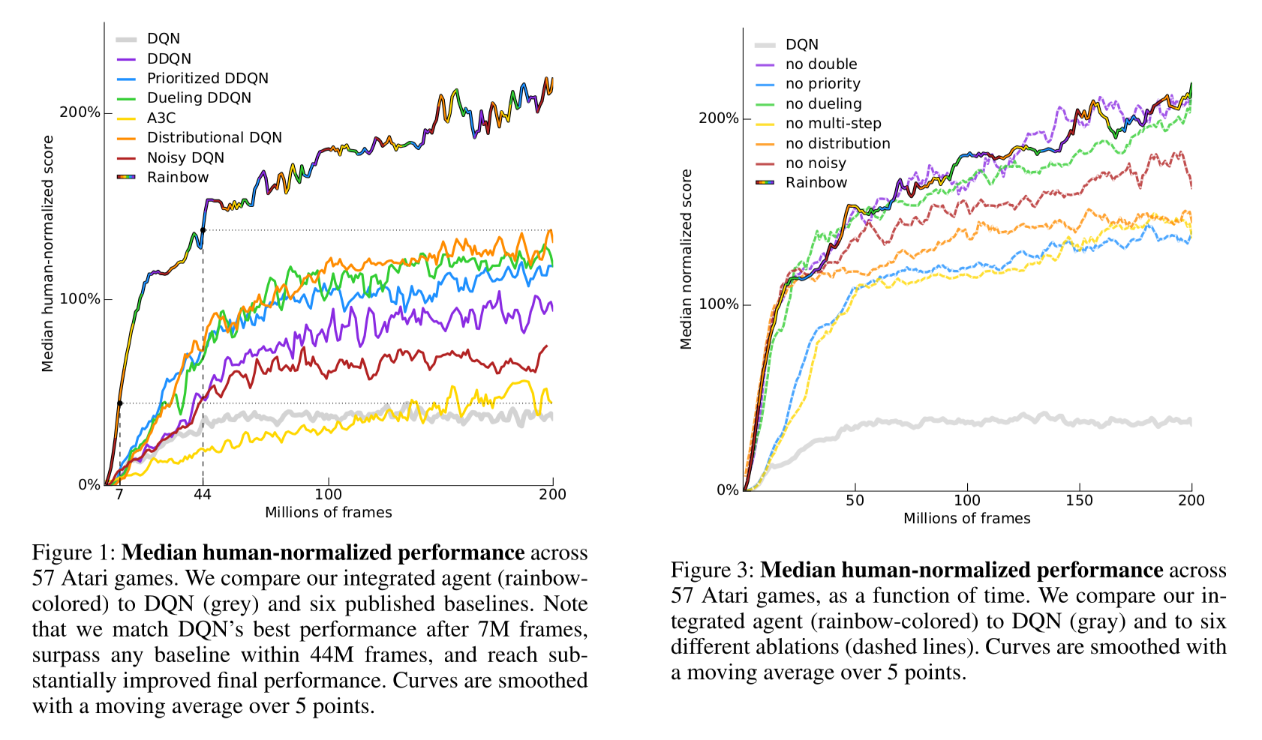 DQN
DDQN
Prioritized DDQN
Dueling DDQN
A3C
Distributional DQN
Noisy DQN
Rainbow
200%
100%
0%
Median human-normalized score
7
44
100
200
Millions of frames
Figure 1: Median human-normalized performance across
57 Atari games. We compare our integrated agent (rainbow-
colored) to DQN (grey) and six published baselines. Note
that we match DQN's best performance after 7M frames,
surpass any baseline within 44M frames, and reach sub-
stantially improved final performance. Curves are smoothed
with a moving average over 5 points.
DQN
no double
no priority
no dueling
no multi-step
no distribution
no noisy
Rainbow
200%
100%
0%
Median normalized score
50
100
150
200
Millions of frames
Figure 3: Median human-normalized performance across
57 Atari games, as a function of time. We compare our in-
tegrated agent (rainbow-colored) to DQN (gray) and to six
different ablations (dashed lines). Curves are smoothed with
a moving average over 5 points.